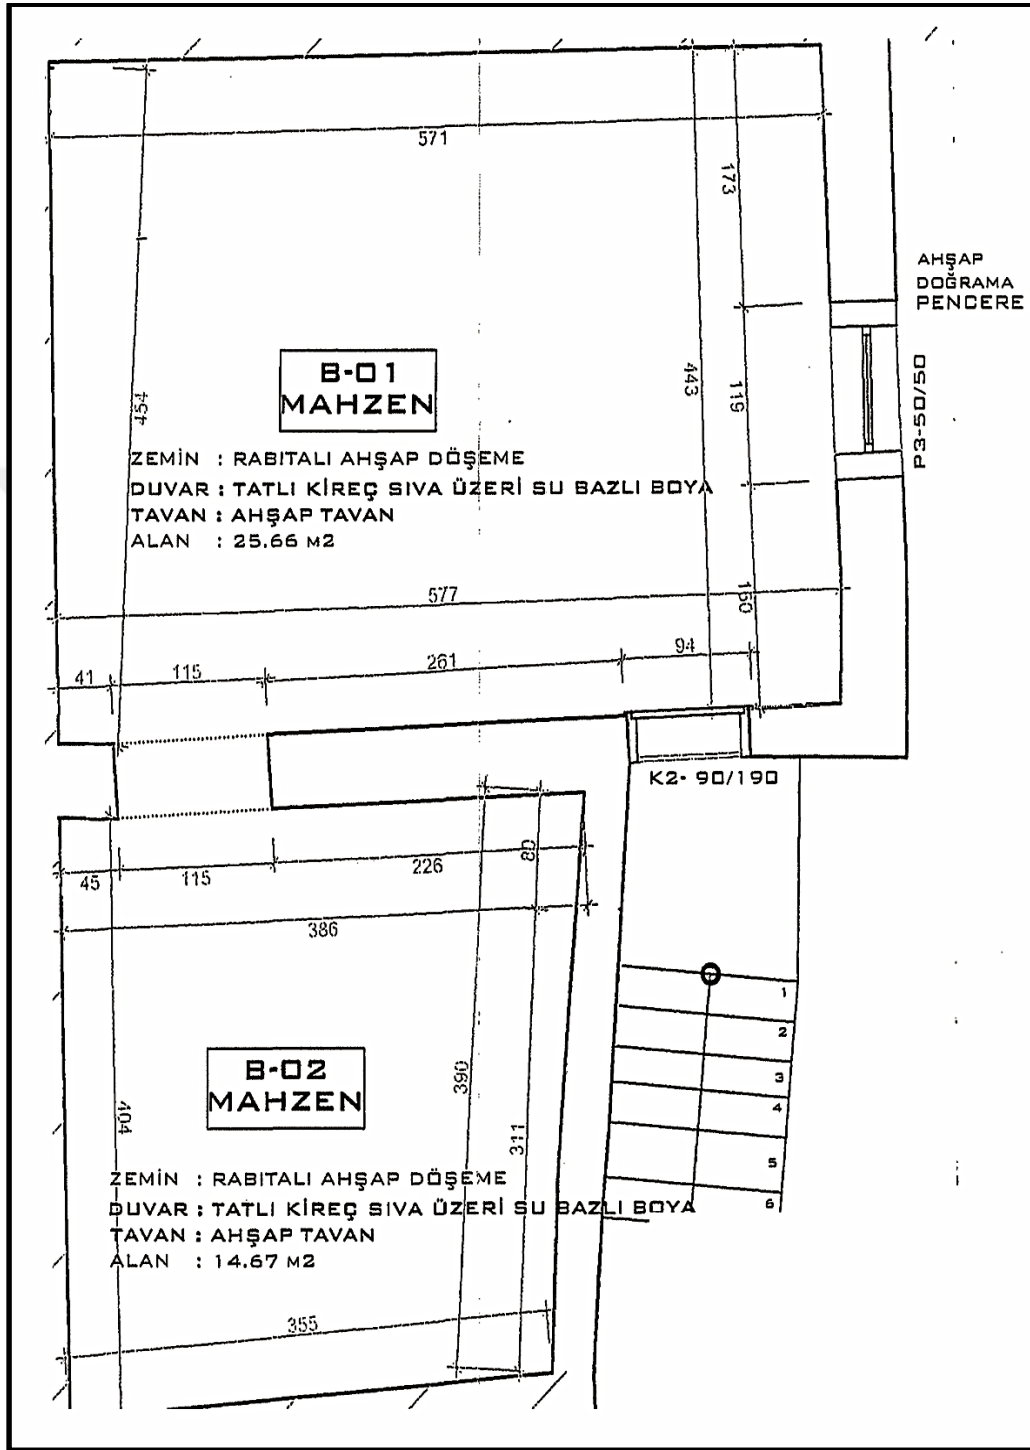 571
173
AHŞAP
DOĞRAMA
PENCERE
P3-50/50
443
119
454
B-01
MAHZEN
ZEMİN : RABITALI AHŞAP DÖŞEME
DUVAR : TATLI KİREÇ SIVA ÜZERİ SU BAZLI BOYA
TAVAN : AHŞAP TAVAN
ALAN : 25.66 M2
577
150
41
115
261
94
K2- 90/190
45
115
226
80
386
1
2
3
4
5
6
B-02
MAHZEN
404
390
311
ZEMİN : RABITALI AHŞAP DÖŞEME
DUVAR : TATLI KİREÇ SIVA ÜZERİ SU BAZLI BOYA
TAVAN : AHŞAP TAVAN
ALAN : 14.67 M2
355